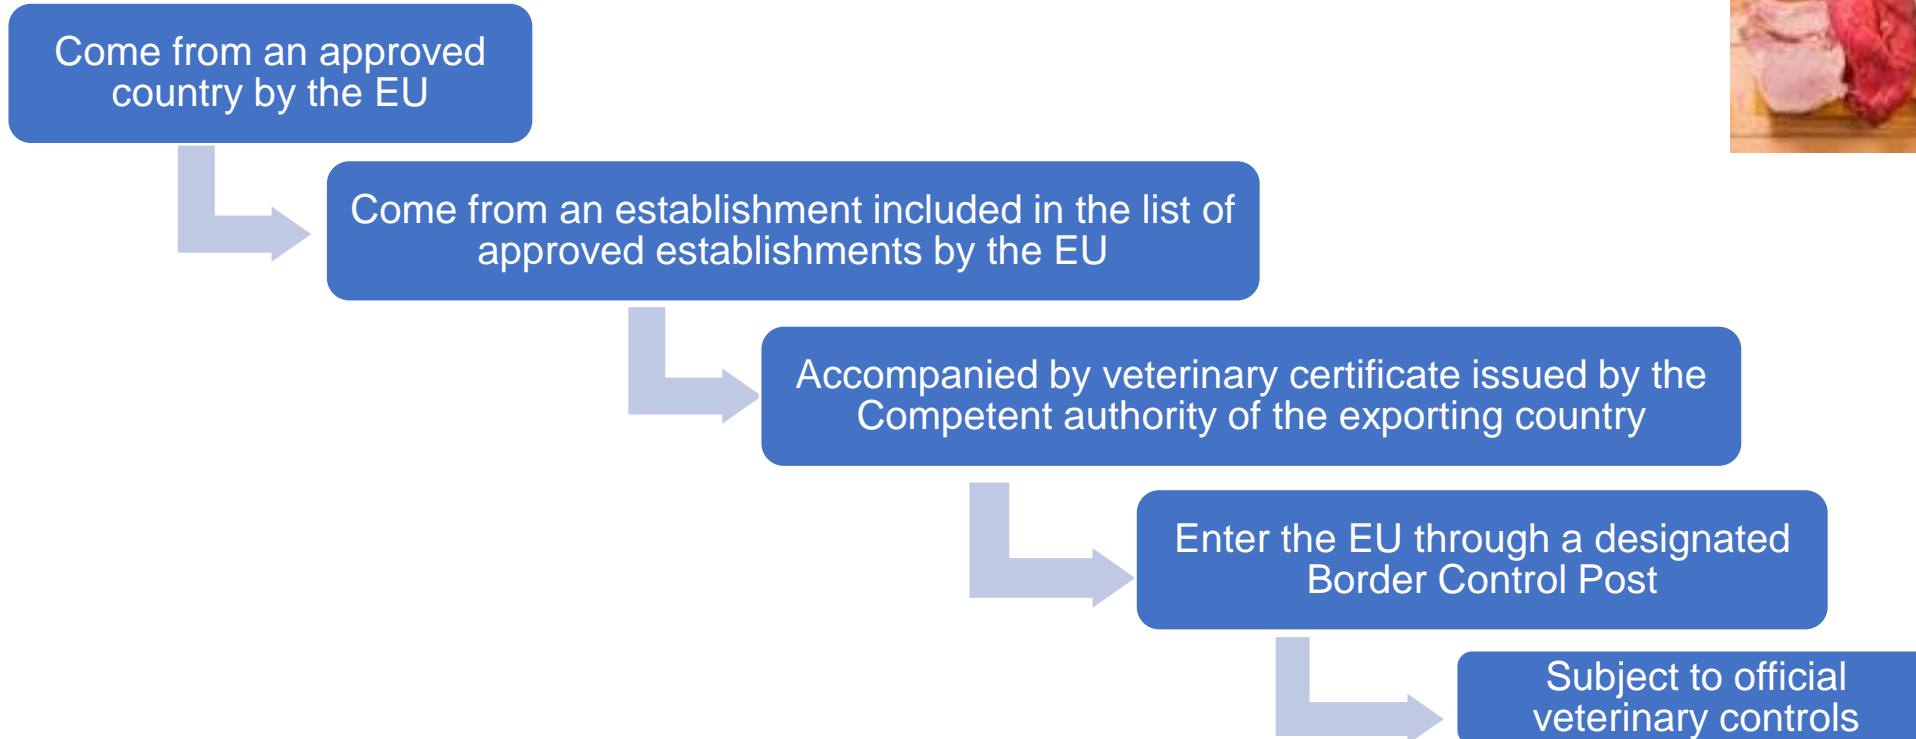 Come from an approved
country by the EU
Come from an establishment included in the list of
approved establishments by the EU
Accompanied by veterinary certificate issued by the
Competent authority of the exporting country
Enter the EU through a designated
Border Control Post
Subject to official
veterinary controls